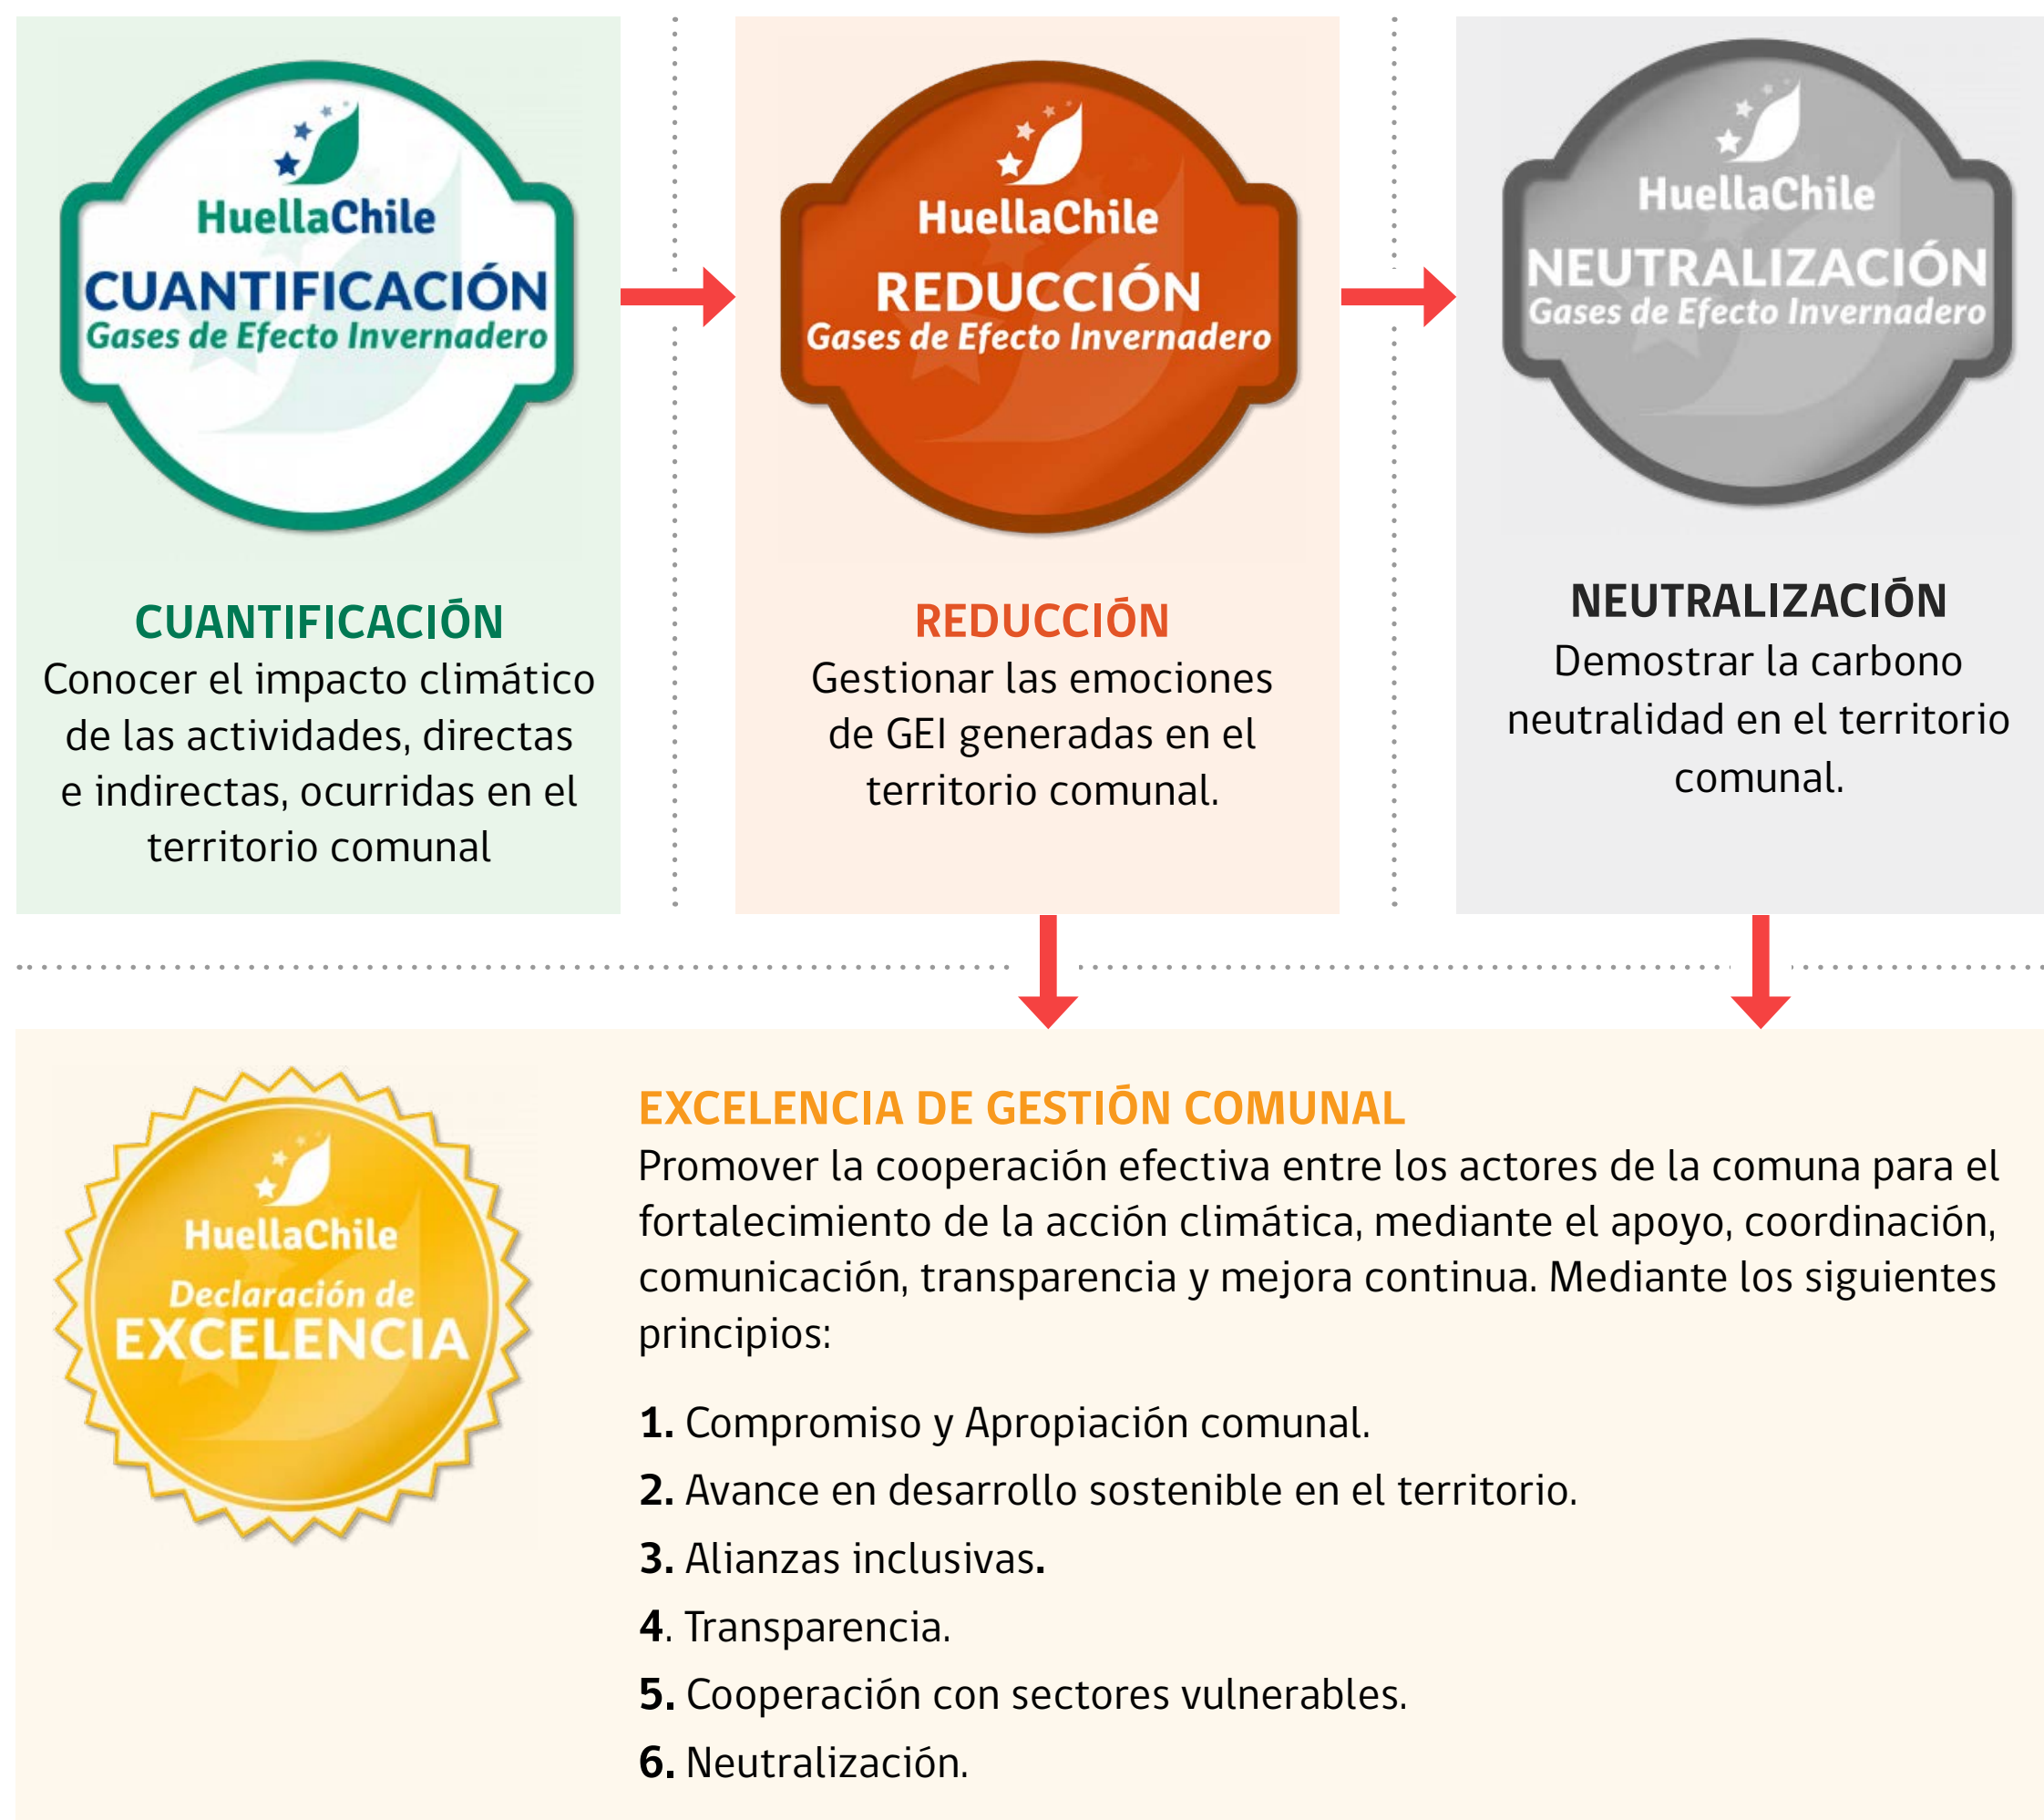 HuellaChile
CUANTIFICACIÓN
Gases de Efecto Invernadero
CUANTIFICACIÓN
Conocer el impacto climático
de las actividades, directas
e indirectas, ocurridas en el
territorio comunal
HuellaChile
REDUCCIÓN
Gases de Efecto Invernadero
REDUCCIÓN
Gestionar las emociones
de GEI generadas en el
territorio comunal.
HuellaChile
NEUTRALIZACIÓN
Gases de Efecto Invernadero
NEUTRALIZACIÓN
Demostrar la carbono
neutralidad en el territorio
comunal.
HuellaChile
Declaración de
EXCELENCIA
EXCELENCIA DE GESTIÓN COMUNAL
Promover la cooperación efectiva entre los actores de la comuna para el
fortalecimiento de la acción climática, mediante el apoyo, coordinación,
comunicación, transparencia y mejora continua. Mediante los siguientes
principios:
1. Compromiso y Apropiación comunal.
2. Avance en desarrollo sostenible en el territorio.
3. Alianzas inclusivas.
4. Transparencia.
5. Cooperación con sectores vulnerables.
6. Neutralización.